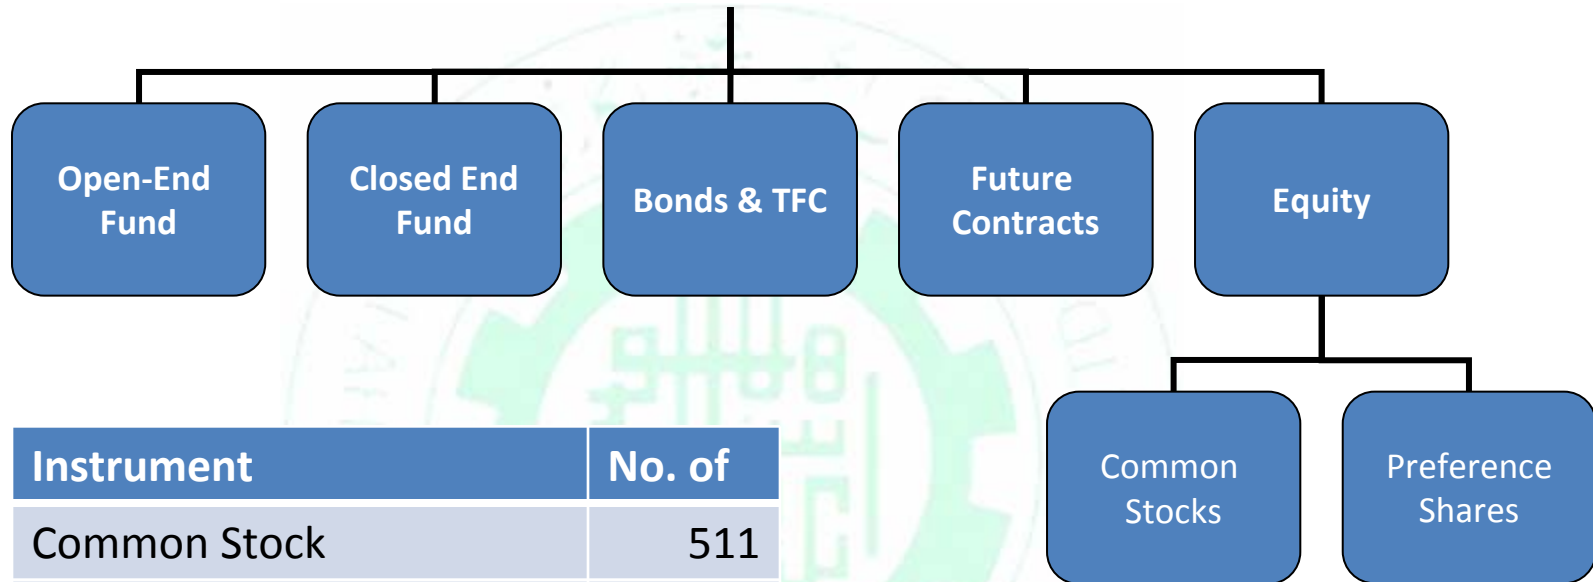 Open-End
Fund
Closed End
Fund
Bonds & TFC
Future
Contracts
Equity
Common
Stocks
Preference
Shares
Instrument No. of
Common Stock 511